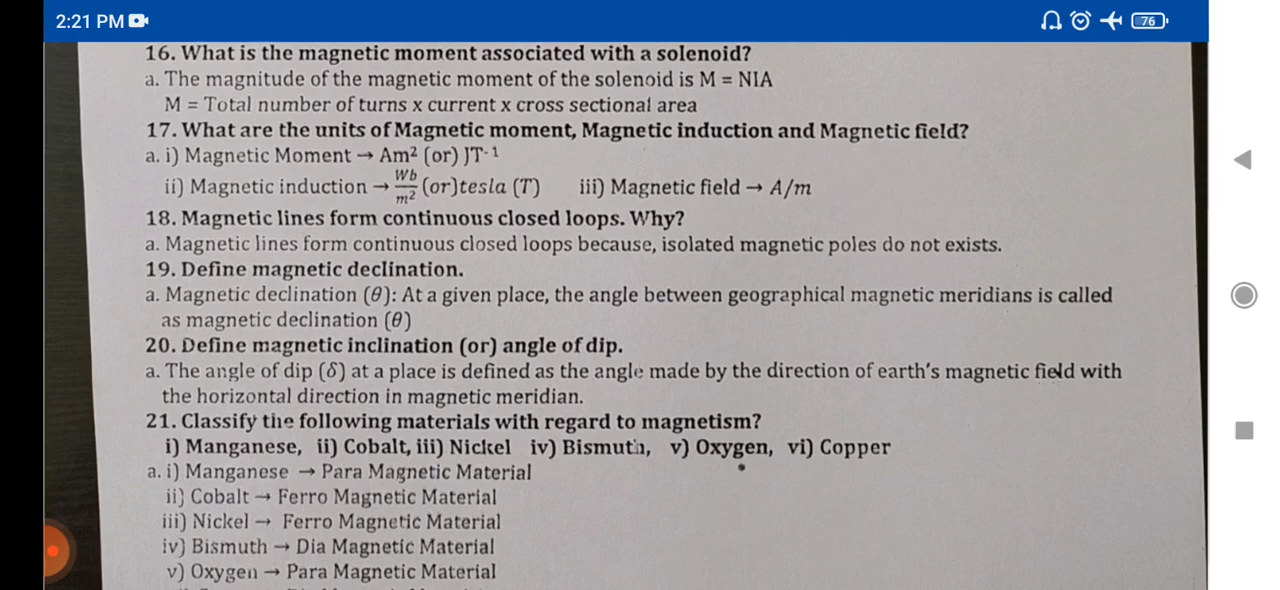 2:21 PM
76
16. What is the magnetic moment associated with a solenoid?
a. The magnitude of the magnetic moment of the solenoid is M = NIA
M = Total number of turns x current x cross sectional area
17. What are the units of Magnetic moment, Magnetic induction and Magnetic field?
a. i) Magnetic Moment → Am² (or) JT⁻¹
ii) Magnetic induction → Wb/m² (or)tesla (T) iii) Magnetic field → A/m
18. Magnetic lines form continuous closed loops. Why?
a. Magnetic lines form continuous closed loops because, isolated magnetic poles do not exists.
19. Define magnetic declination.
a. Magnetic declination (θ): At a given place, the angle between geographical magnetic meridians is called
as magnetic declination (θ)
20. Define magnetic inclination (or) angle of dip.
a. The angle of dip (δ) at a place is defined as the angle made by the direction of earth's magnetic field with
the horizontal direction in magnetic meridian.
21. Classify the following materials with regard to magnetism?
i) Manganese, ii) Cobalt, iii) Nickel iv) Bismuth, v) Oxygen, vi) Copper
a. i) Manganese → Para Magnetic Material
ii) Cobalt → Ferro Magnetic Material
iii) Nickel → Ferro Magnetic Material
iv) Bismuth → Dia Magnetic Material
v) Oxygen → Para Magnetic Material